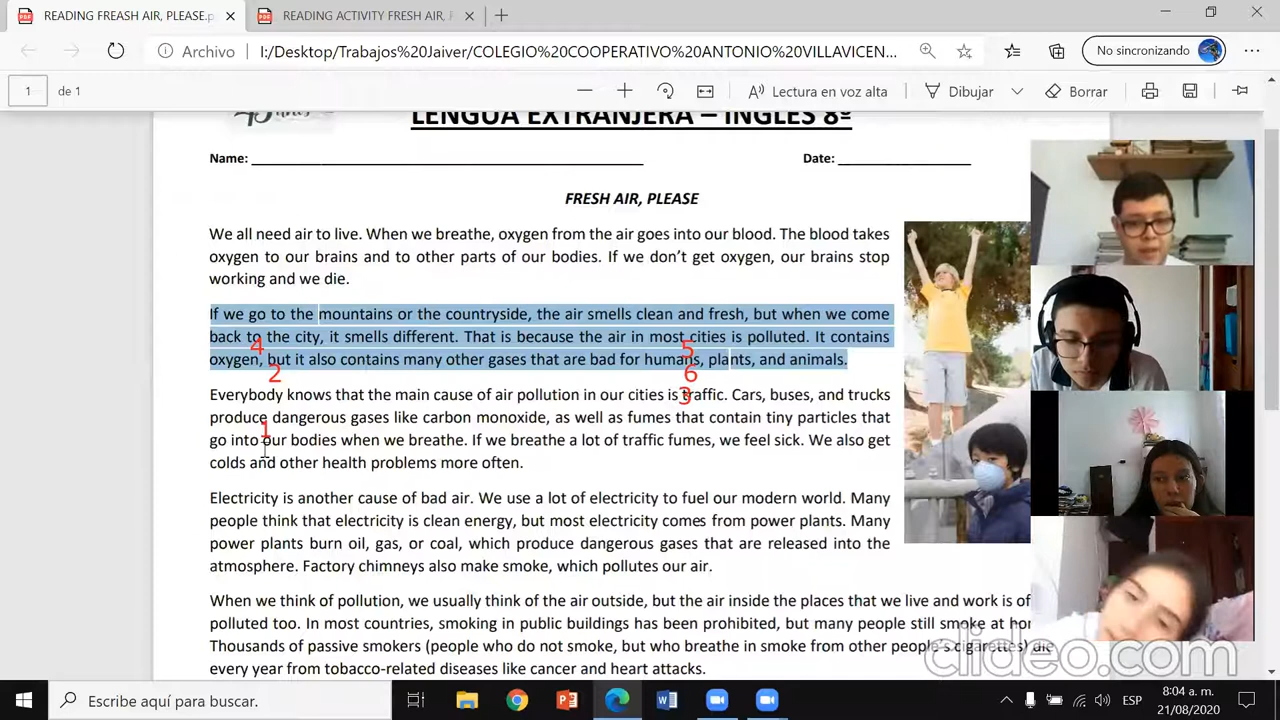 READING FREASH AIR, PLEASE.p
READING ACTIVITY FRESH AIR, F
Archivo
I:/Desktop/Trabajos%20Jaiver/COLEGIO%20COOPERATIVO%20ANTONIO%20VILLAVICEN...
No sincronizando
1 de 1
Lectura en voz alta
Dibujar
Borrar
LENGUA EXTRANJERA – INGLES 8º
Name: Date:
FRESH AIR, PLEASE
We all need air to live. When we breathe, oxygen from the air goes into our blood. The blood takes
oxygen to our brains and to other parts of our bodies. If we don’t get oxygen, our brains stop
working and we die.
If we go to the mountains or the countryside, the air smells clean and fresh, but when we come
back to the city, it smells different. That is because the air in most cities is polluted. It contains
4 5
oxygen, but it also contains many other gases that are bad for humans, plants, and animals.
2 6
3
Everybody knows that the main cause of air pollution in our cities is traffic. Cars, buses, and trucks
produce dangerous gases like carbon monoxide, as well as fumes that contain tiny particles that
1
go into our bodies when we breathe. If we breathe a lot of traffic fumes, we feel sick. We also get
colds and other health problems more often.
Electricity is another cause of bad air. We use a lot of electricity to fuel our modern world. Many
people think that electricity is clean energy, but most electricity comes from power plants. Many
power plants burn oil, gas, or coal, which produce dangerous gases that are released into the
atmosphere. Factory chimneys also make smoke, which pollutes our air.
When we think of pollution, we usually think of the air outside, but the air inside the places that we live and work is of
polluted too. In most countries, smoking in public buildings has been prohibited, but many people still smoke at hor
Thousands of passive smokers (people who do not smoke, but who breathe in smoke from other people’s cigarettes) die
every year from tobacco-related diseases like cancer and heart attacks.
clideo.com
Escribe aquí para buscar.
ESP
8:04 a. m.
21/08/2020